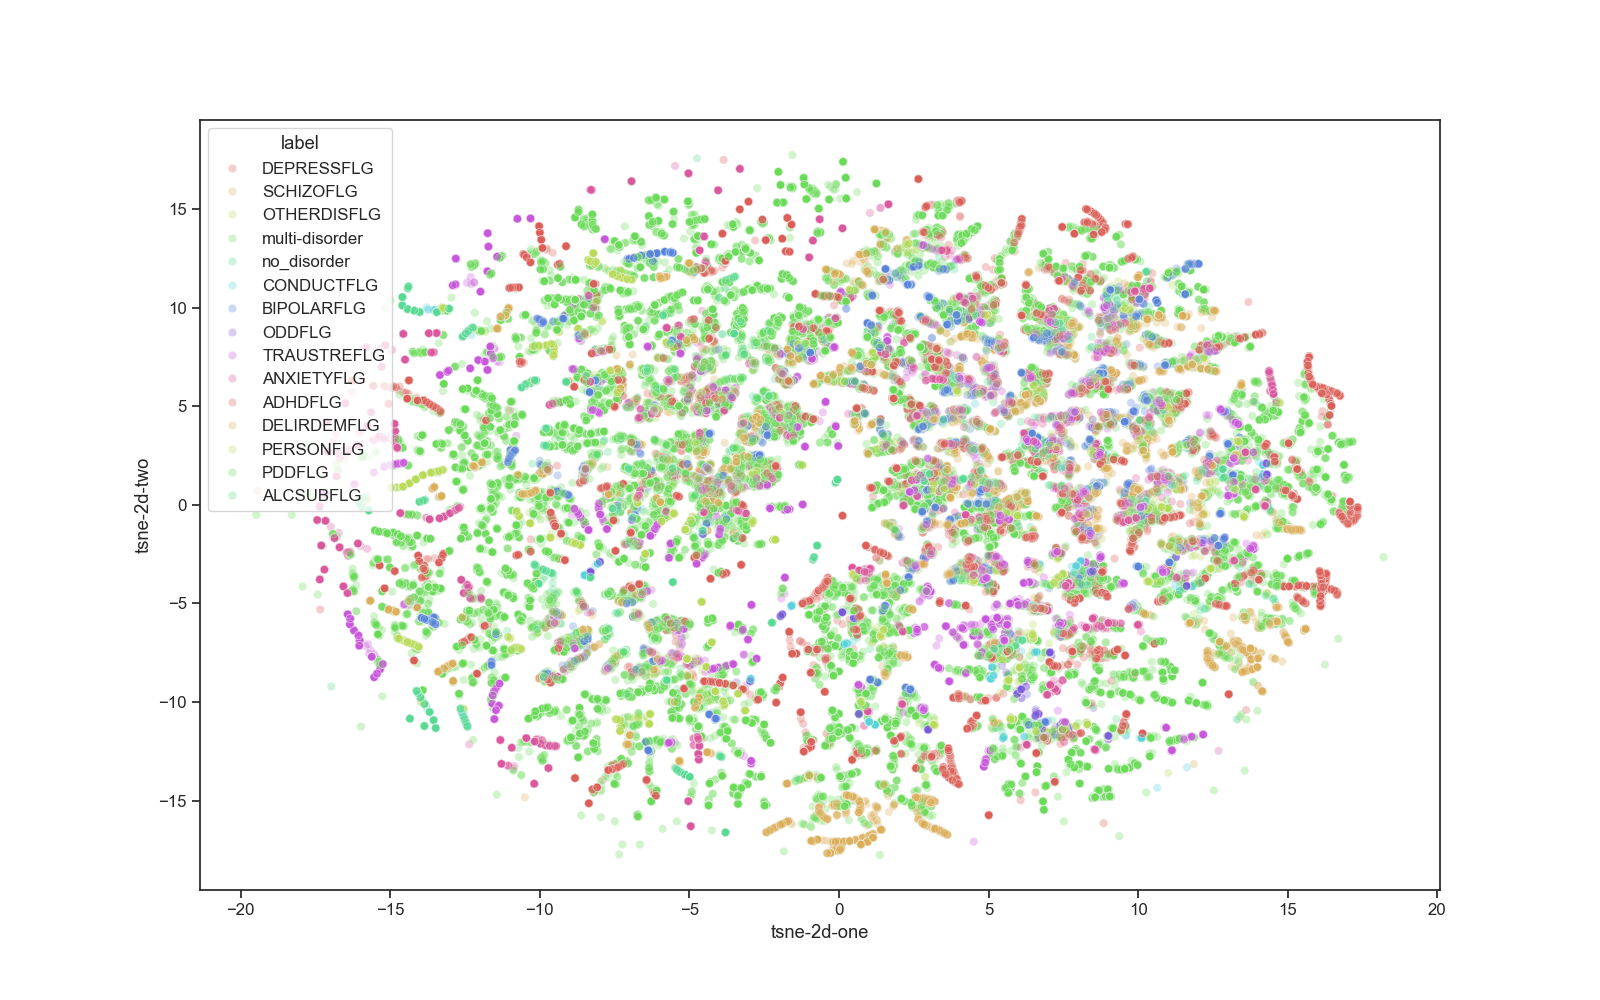 label
DEPRESSFLG
SCHIZOFLG
OTHERDISFLG
multi-disorder
no_disorder
CONDUCTFLG
BIPOLARFLG
ODDFLG
TRAUSTREFLG
ANXIETYFLG
ADHDFLG
DELIRDEMFLG
PERSONFLG
PDDFLG
ALCSUBFLG
15
10
5
0
−5
−10
−15
tsne-2d-two
−20 −15 −10 −5 0 5 10 15 20
tsne-2d-one